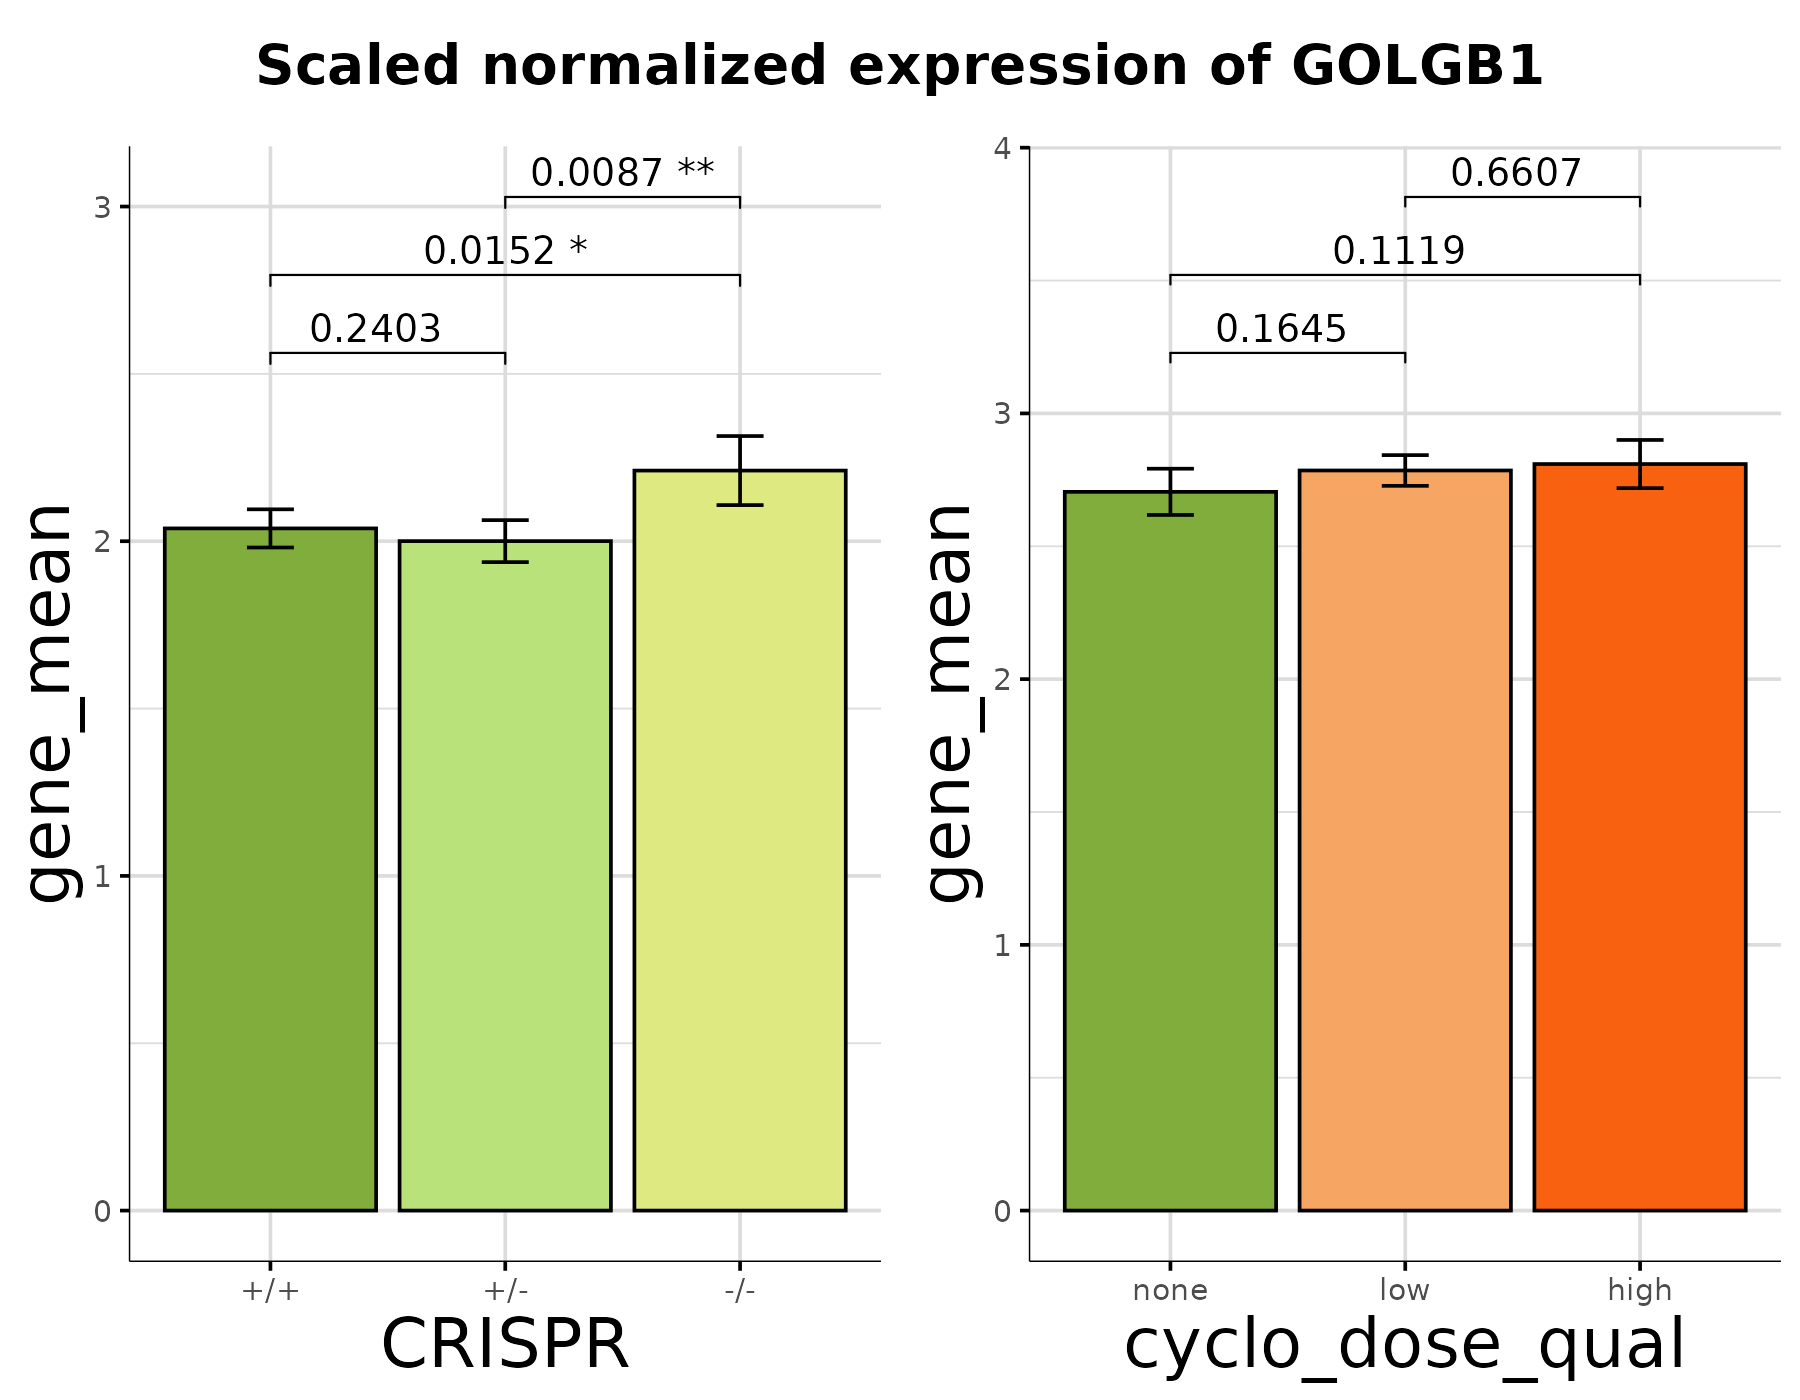 Scaled normalized expression of GOLGB1
gene_mean
3
2
1
0
0.0087 **
0.0152 *
0.2403
+/+
+/-
-/-
CRISPR
gene_mean
4
3
2
1
0
0.6607
0.1119
0.1645
none
low
high
cyclo_dose_qual